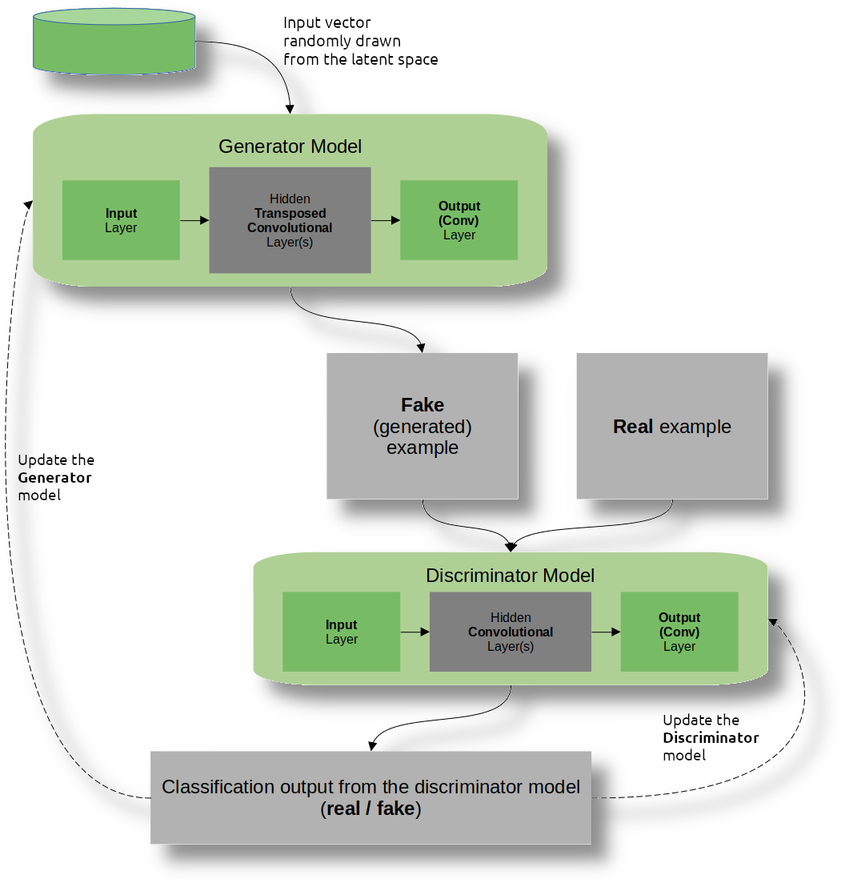 Input vector
randomly drawn
from the latent space
Generator Model
Input
Layer
Hidden
Transposed
Convolutional
Layer(s)
Output
(Conv)
Layer
Fake
(generated)
example
Real example
Update the
Generator
model
Discriminator Model
Input
Layer
Hidden
Convolutional
Layer(s)
Output
(Conv)
Layer
Update the
Discriminator
model
Classification output from the discriminator model
(real / fake)